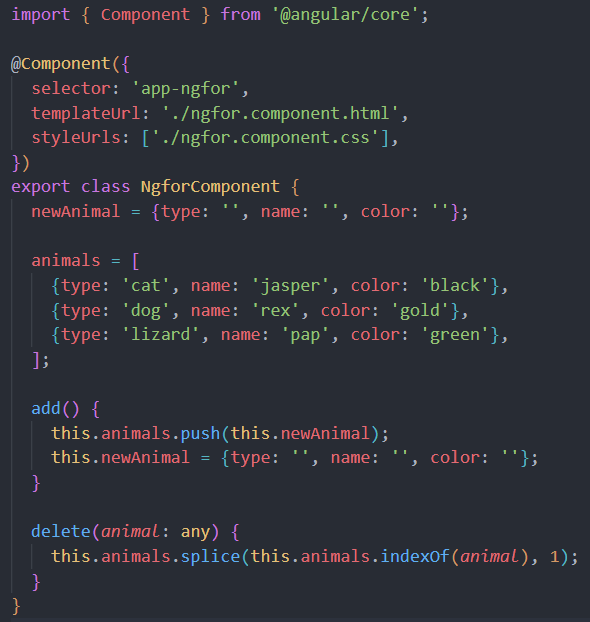 import { Component } from '@angular/core';

@Component({
  selector: 'app-ngfor',
  templateUrl: './ngfor.component.html',
  styleUrls: ['./ngfor.component.css'],
})
export class NgforComponent {
  newAnimal = {type: '', name: '', color: ''};

  animals = [
    {type: 'cat', name: 'jasper', color: 'black'},
    {type: 'dog', name: 'rex', color: 'gold'},
    {type: 'lizard', name: 'pap', color: 'green'},
  ];

  add() {
    this.animals.push(this.newAnimal);
    this.newAnimal = {type: '', name: '', color: ''};
  }

  delete(animal: any) {
    this.animals.splice(this.animals.indexOf(animal), 1);
  }
}